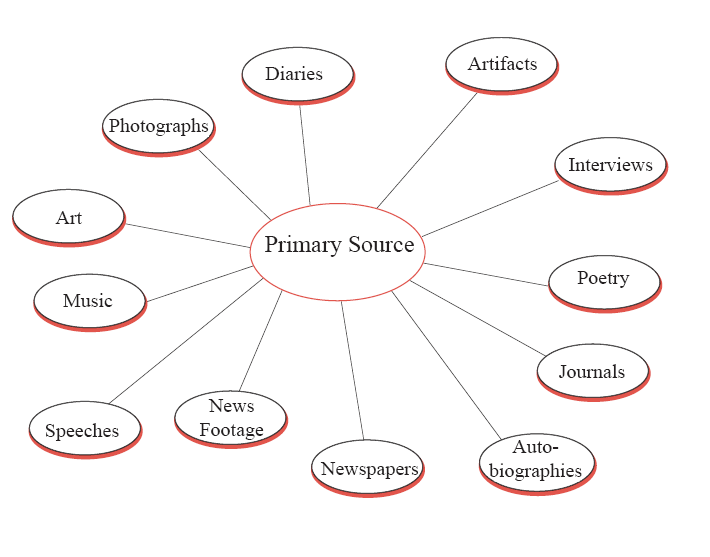 Diaries
Artifacts
Photographs
Interviews
Art
Primary Source
Poetry
Music
Journals
News
Footage
Speeches
Auto-
biographies
Newspapers